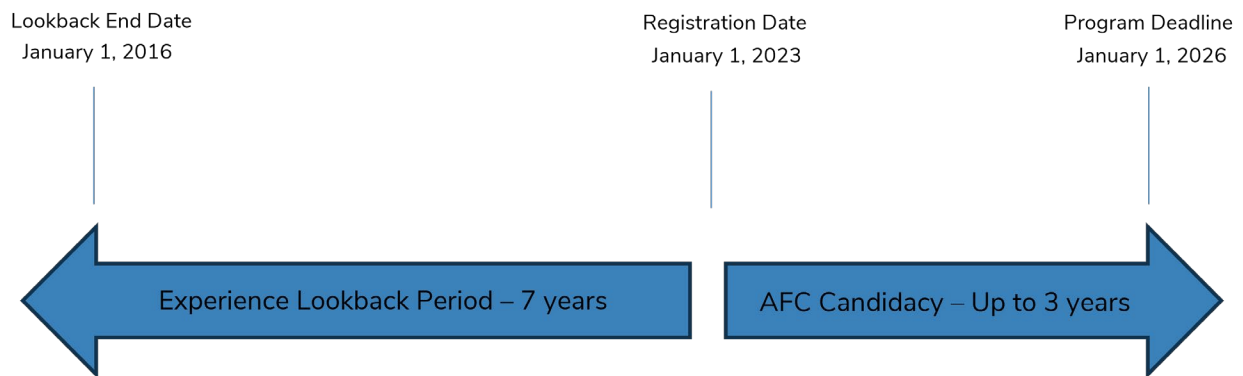 Lookback End Date
January 1, 2016
Registration Date
January 1, 2023
Program Deadline
January 1, 2026
Experience Lookback Period – 7 years
AFC Candidacy – Up to 3 years